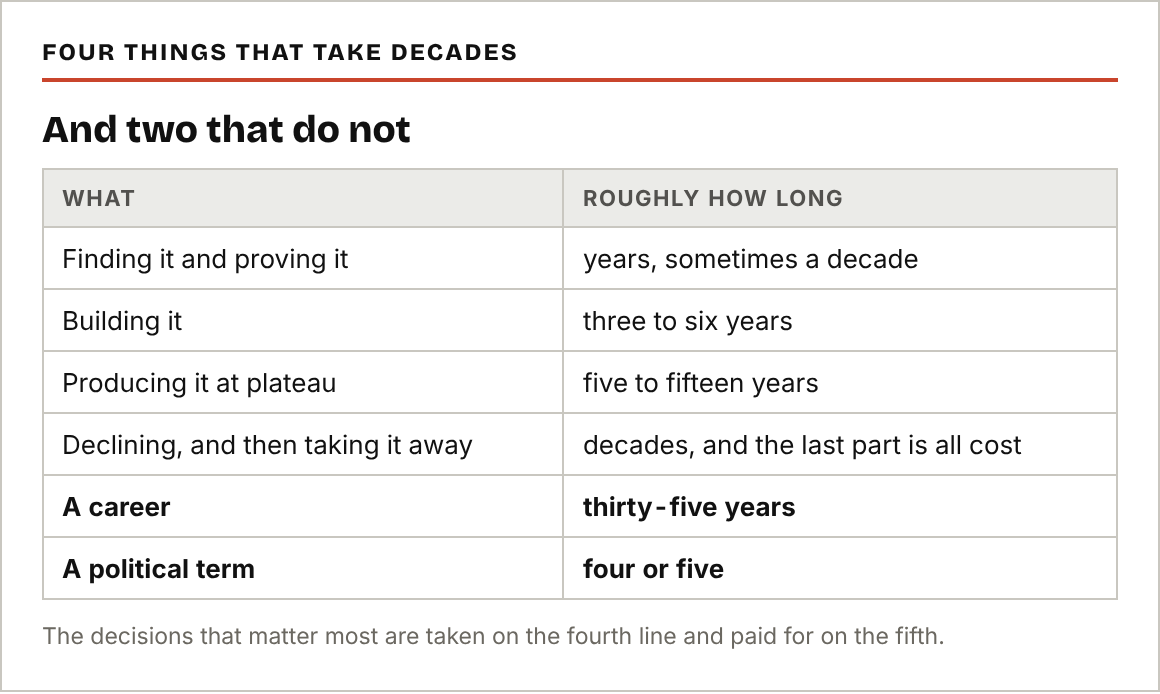 FOUR THINGS THAT TAKE DECADES
And two that do not
WHAT ROUGHLY HOW LONG
Finding it and proving it years, sometimes a decade
Building it three to six years
Producing it at plateau five to fifteen years
Declining, and then taking it away decades, and the last part is all cost
A career thirty-five years
A political term four or five
The decisions that matter most are taken on the fourth line and paid for on the fifth.